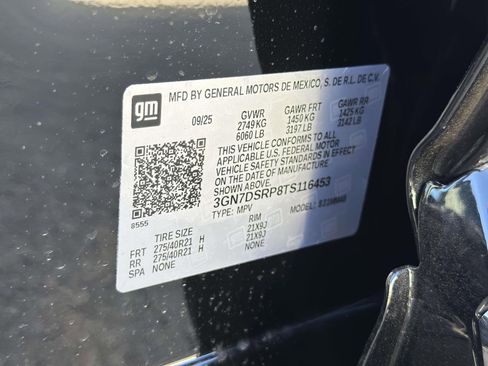 gm
MFD BY GENERAL MOTORS DE MEXICO, S. DE R.L. DE C.V.
09/25 GVWR GAWR FRT GAWR RR
2749 KG 1450 KG 1425 KG
6060 LB 3197 LB 3142 LB
THIS VEHICLE CONFORMS TO ALL
APPLICABLE U.S. FEDERAL MOTOR
VEHICLE SAFETY STANDARDS IN EFFECT
ON THE DATE OF MANUFACTURE
SHOWN ABOVE.
3GN7DSRP8TS116453
TYPE: MPV MODEL:
8555
TIRE SIZE RIM
FRT 275/40R21 H 21X9J
RR 275/40R21 H 21X9J
SPA NONE NONE